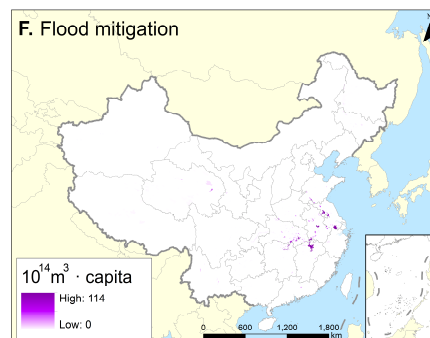 F. Flood mitigation
10¹⁴m³ · capita
High: 114
Low: 0
0 600 1,200 1,800
km